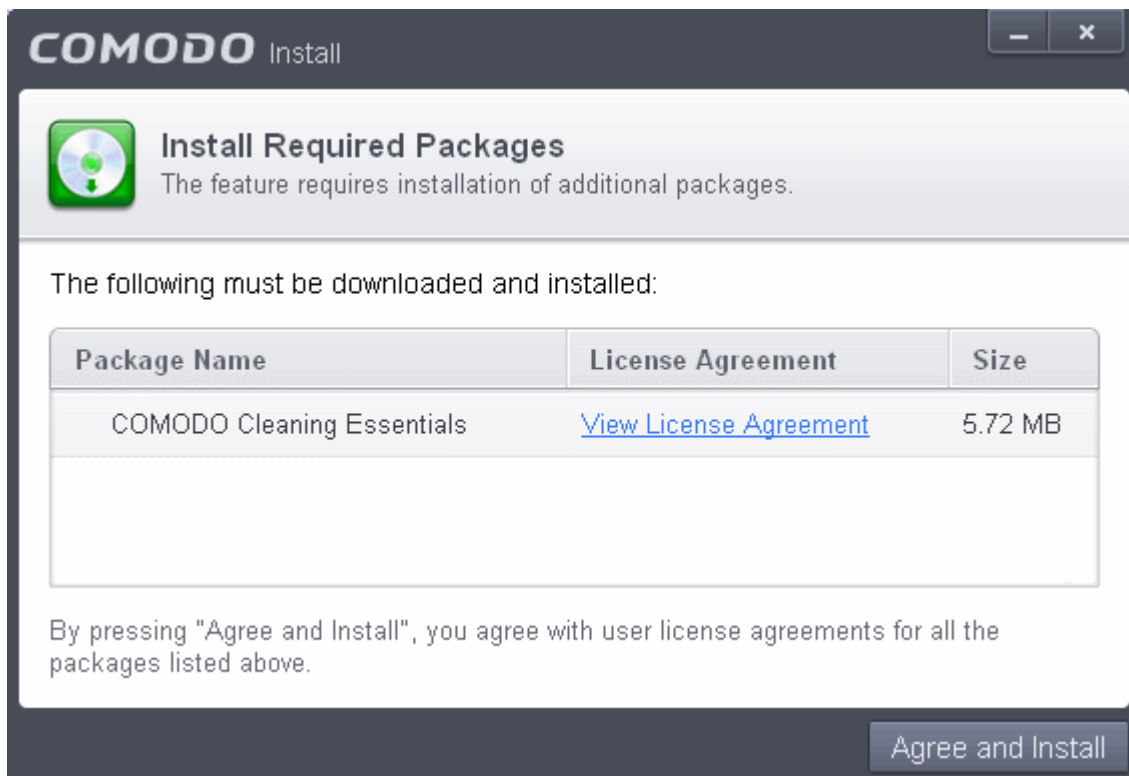 COMODO Install
Install Required Packages
The feature requires installation of additional packages.
The following must be downloaded and installed:
Package Name License Agreement Size
COMODO Cleaning Essentials View License Agreement 5.72 MB
By pressing "Agree and Install", you agree with user license agreements for all the
packages listed above.
Agree and Install